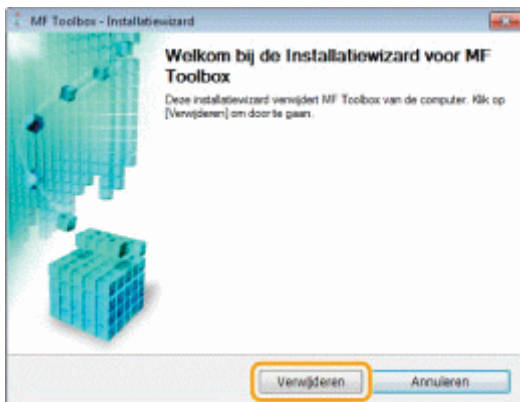 MF Toolbox - Installatiewizard
Welkom bij de Installatiewizard voor MF
Toolbox
Deze installatiewizard verwijdert MF Toolbox van de computer. Klik op
[Verwijderen] om door te gaan.
Verwijderen
Annuleren